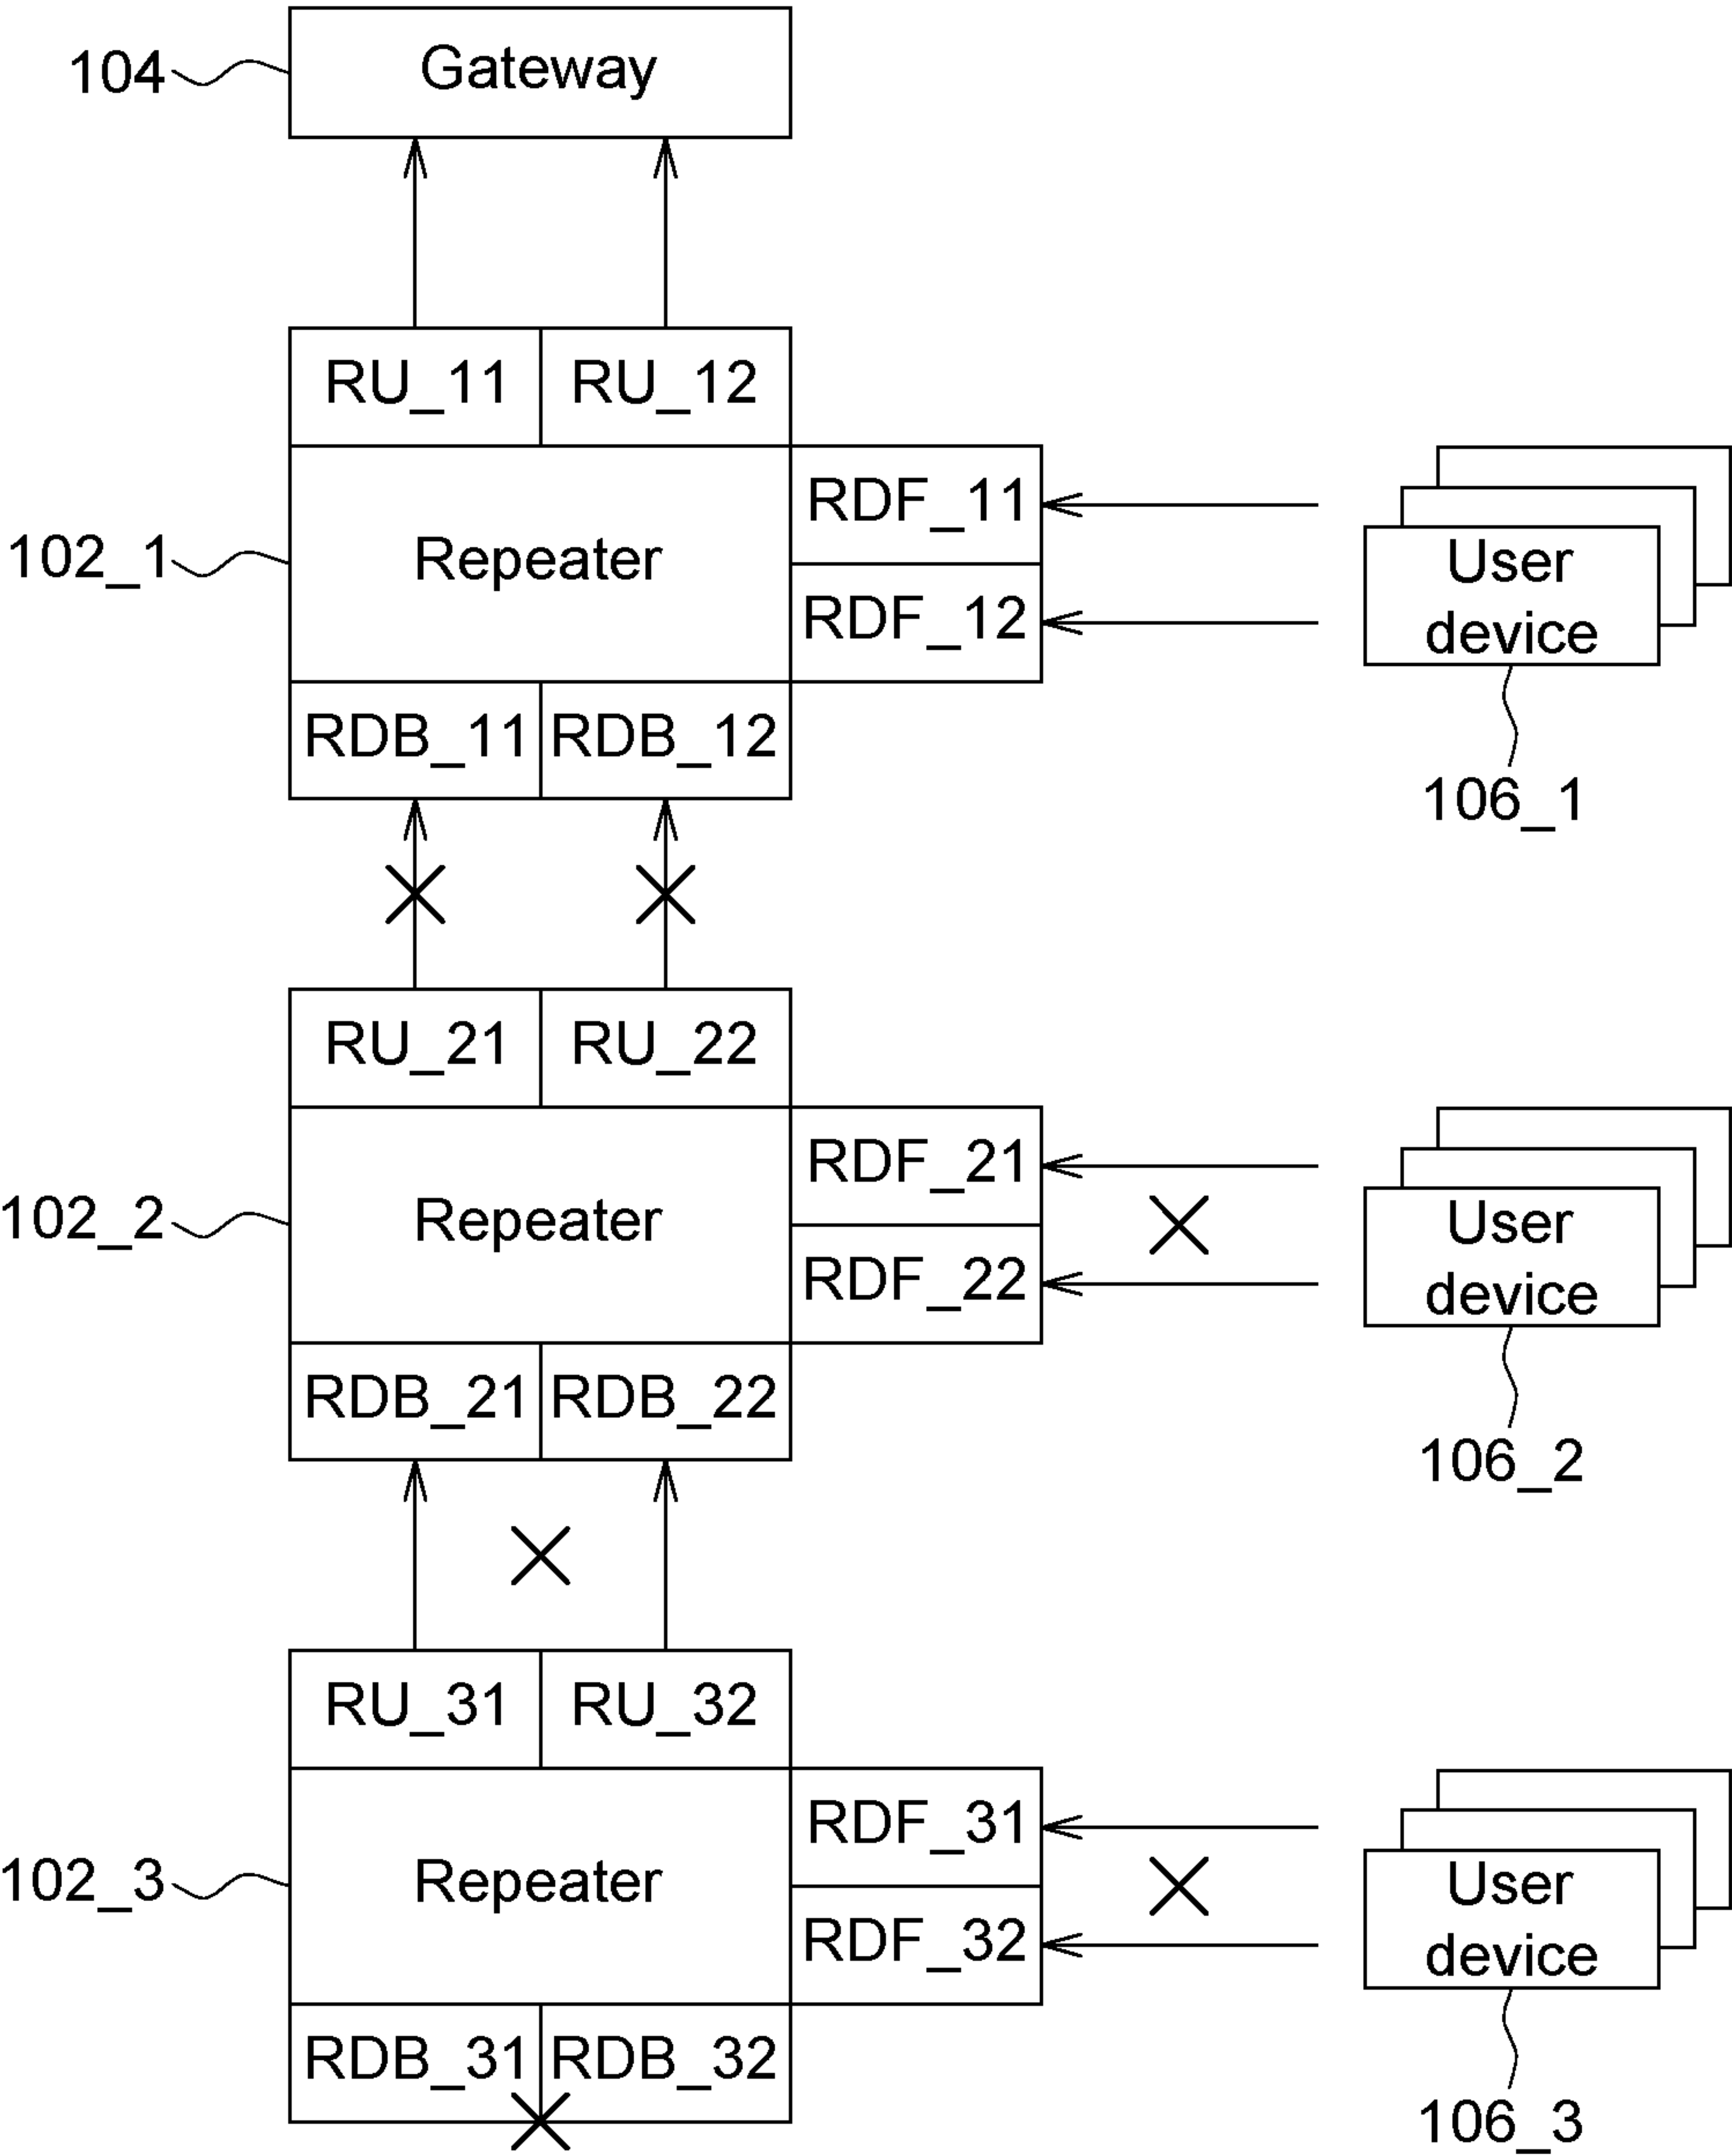 104
Gateway
RU_11
RU_12
102_1
Repeater
RDF_11
RDF_12
User
device
RDB_11
RDB_12
106_1
RU_21
RU_22
102_2
Repeater
RDF_21
RDF_22
User
device
RDB_21
RDB_22
106_2
RU_31
RU_32
102_3
Repeater
RDF_31
RDF_32
User
device
RDB_31
RDB_32
106_3